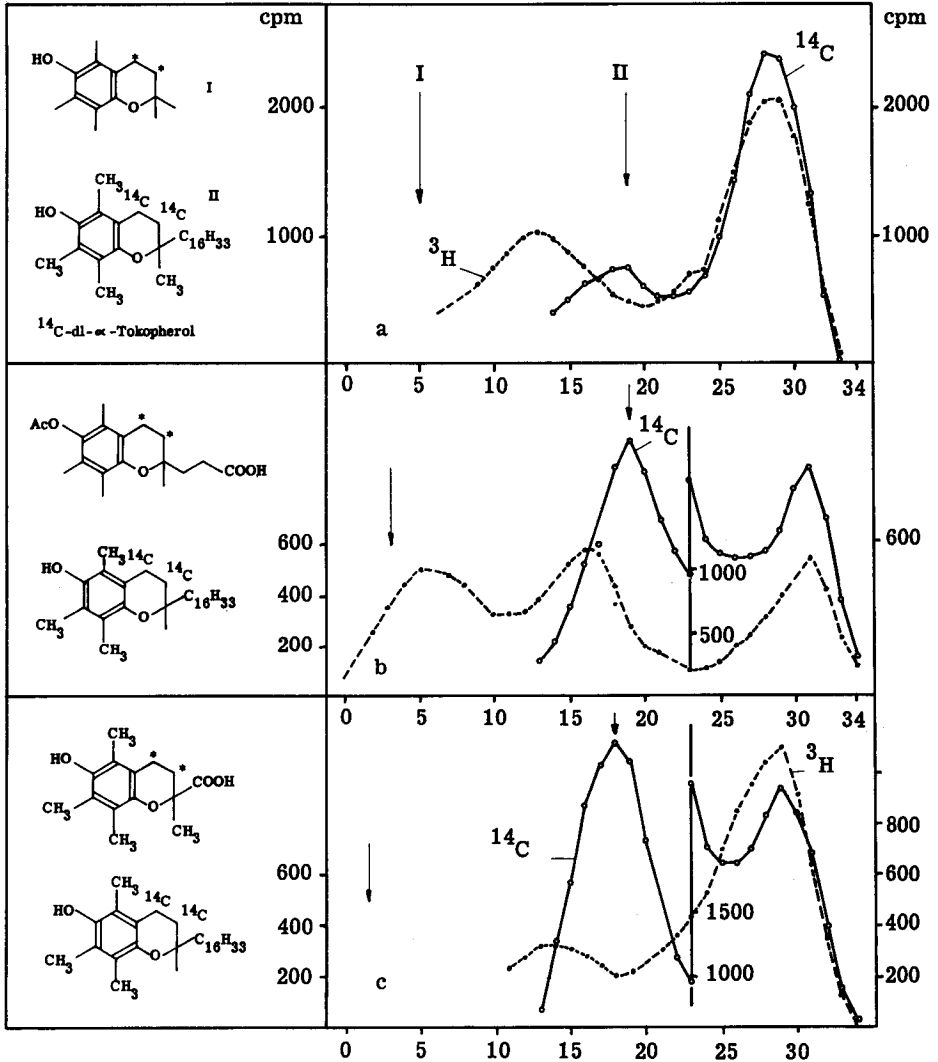 cpm
cpm
HO
*
*
O
I
CH₃
¹⁴C
¹⁴C
II
HO
C₁₆H₃₃
CH₃
O
CH₃
CH₃
¹⁴C-dl-α-Tokopherol
2000
1000
I
II
¹⁴C
³H
a
2000
1000
0 5 10 15 20 25 30 34
AcO
*
*
O
COOH
CH₃¹⁴C
¹⁴C
HO
C₁₆H₃₃
CH₃
O
CH₃
600
400
200
¹⁴C
1000
500
b
600
0 5 10 15 20 25 30 34
CH₃
*
*
HO
COOH
CH₃
O
CH₃
CH₃
CH₃
¹⁴C
¹⁴C
HO
C₁₆H₃₃
CH₃
O
CH₃
600
400
200
¹⁴C
³H
1500
1000
c
800
600
400
200
0 5 10 15 20 25 30 34